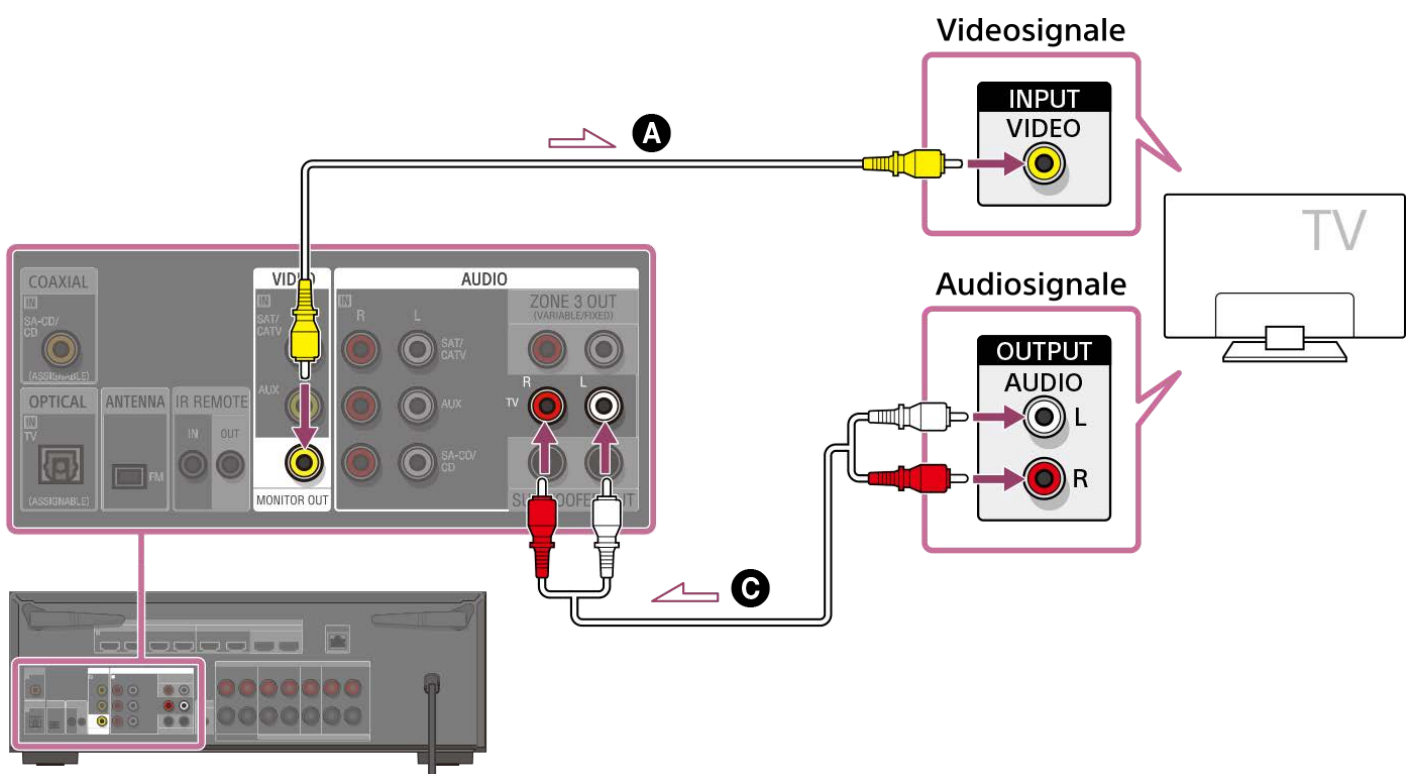 Videosignale
INPUT
VIDEO
A
TV
COAXIAL
IN
SA-CD/
CD
(ASSIGNABLE)
OPTICAL
IN
TV
(ASSIGNABLE)
ANTENNA
FM
IR REMOTE
IN OUT
VIDEO
IN
SAT/
CATV
AUX
MONITOR OUT
AUDIO
IN
R L
SAT/
CATV
AUX
SA-CD/
CD
ZONE 3 OUT
(VARIABLE/FIXED)
R L
TV
SUBWOOFER OUT
Audiosignale
OUTPUT
AUDIO
L
R
C